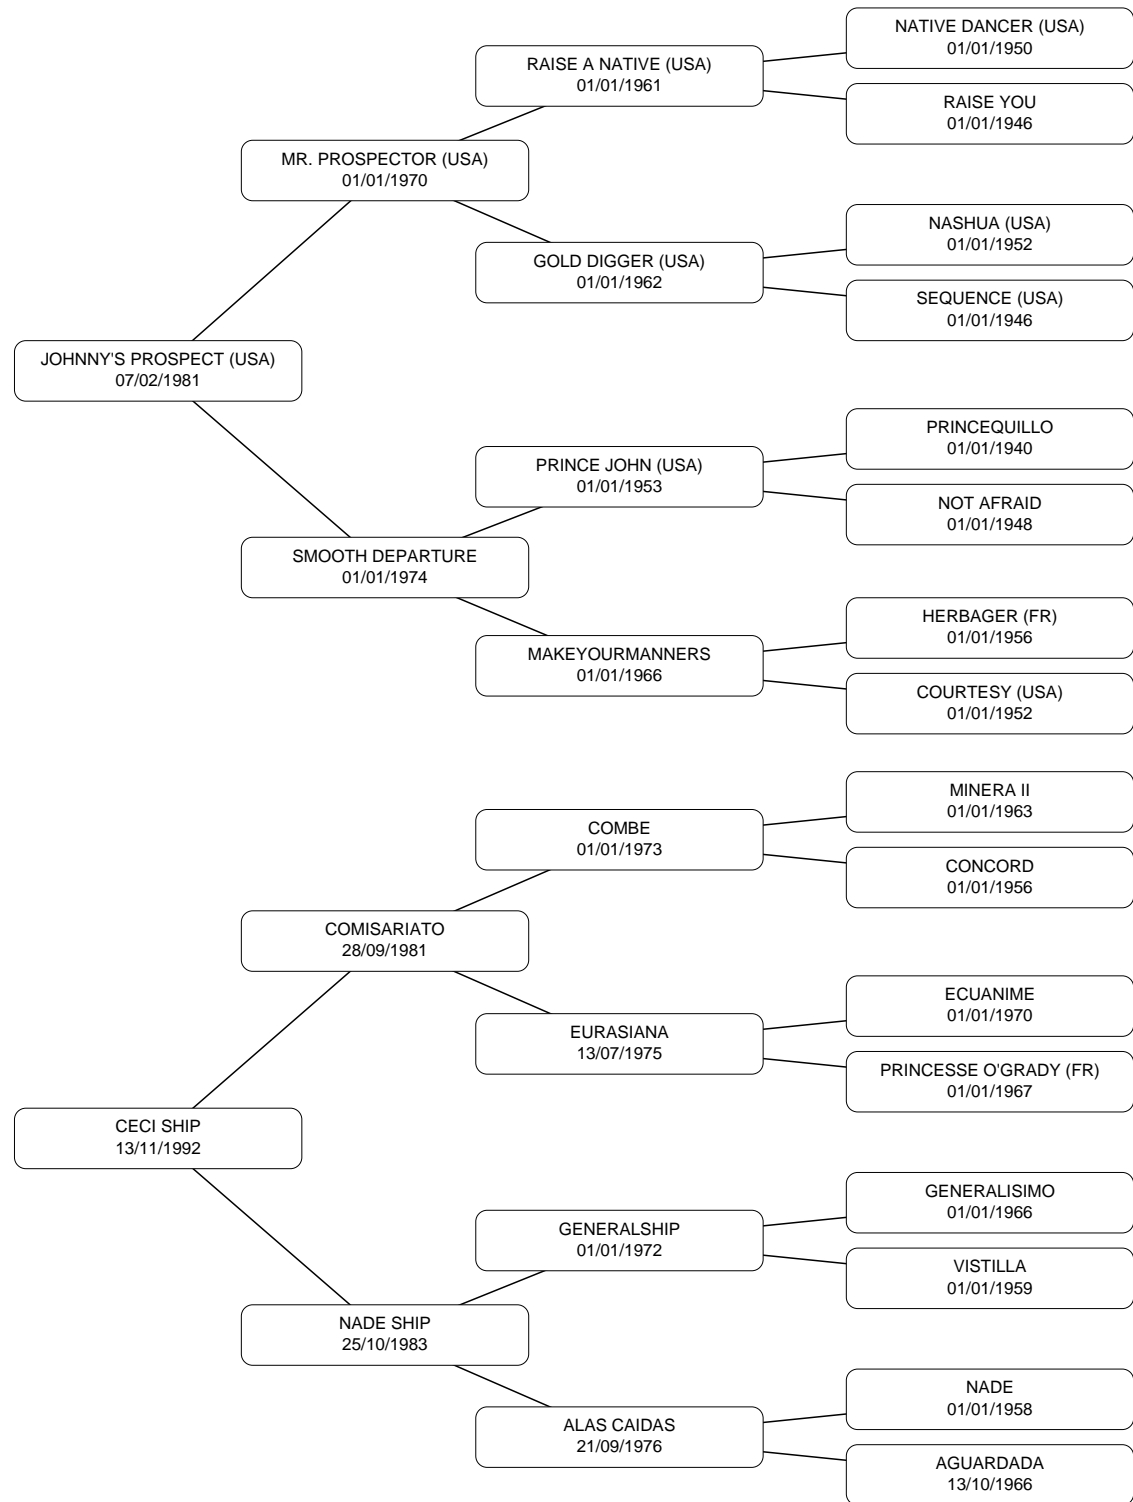 NATIVE DANCER (USA)
01/01/1950
RAISE A NATIVE (USA)
01/01/1961
RAISE YOU
01/01/1946
MR. PROSPECTOR (USA)
01/01/1970
NASHUA (USA)
01/01/1952
GOLD DIGGER (USA)
01/01/1962
SEQUENCE (USA)
01/01/1946
JOHNNY'S PROSPECT (USA)
07/02/1981
PRINCEQUILLO
01/01/1940
PRINCE JOHN (USA)
01/01/1953
NOT AFRAID
01/01/1948
SMOOTH DEPARTURE
01/01/1974
HERBAGER (FR)
01/01/1956
MAKEYOURMANNERS
01/01/1966
COURTESY (USA)
01/01/1952
MINERA II
01/01/1963
COMBE
01/01/1973
CONCORD
01/01/1956
COMISARIATO
28/09/1981
ECUANIME
01/01/1970
EURASIANA
13/07/1975
PRINCESSE O'GRADY (FR)
01/01/1967
CECI SHIP
13/11/1992
GENERALISIMO
01/01/1966
GENERALSHIP
01/01/1972
VISTILLA
01/01/1959
NADE SHIP
25/10/1983
NADE
01/01/1958
ALAS CAIDAS
21/09/1976
AGUARDADA
13/10/1966